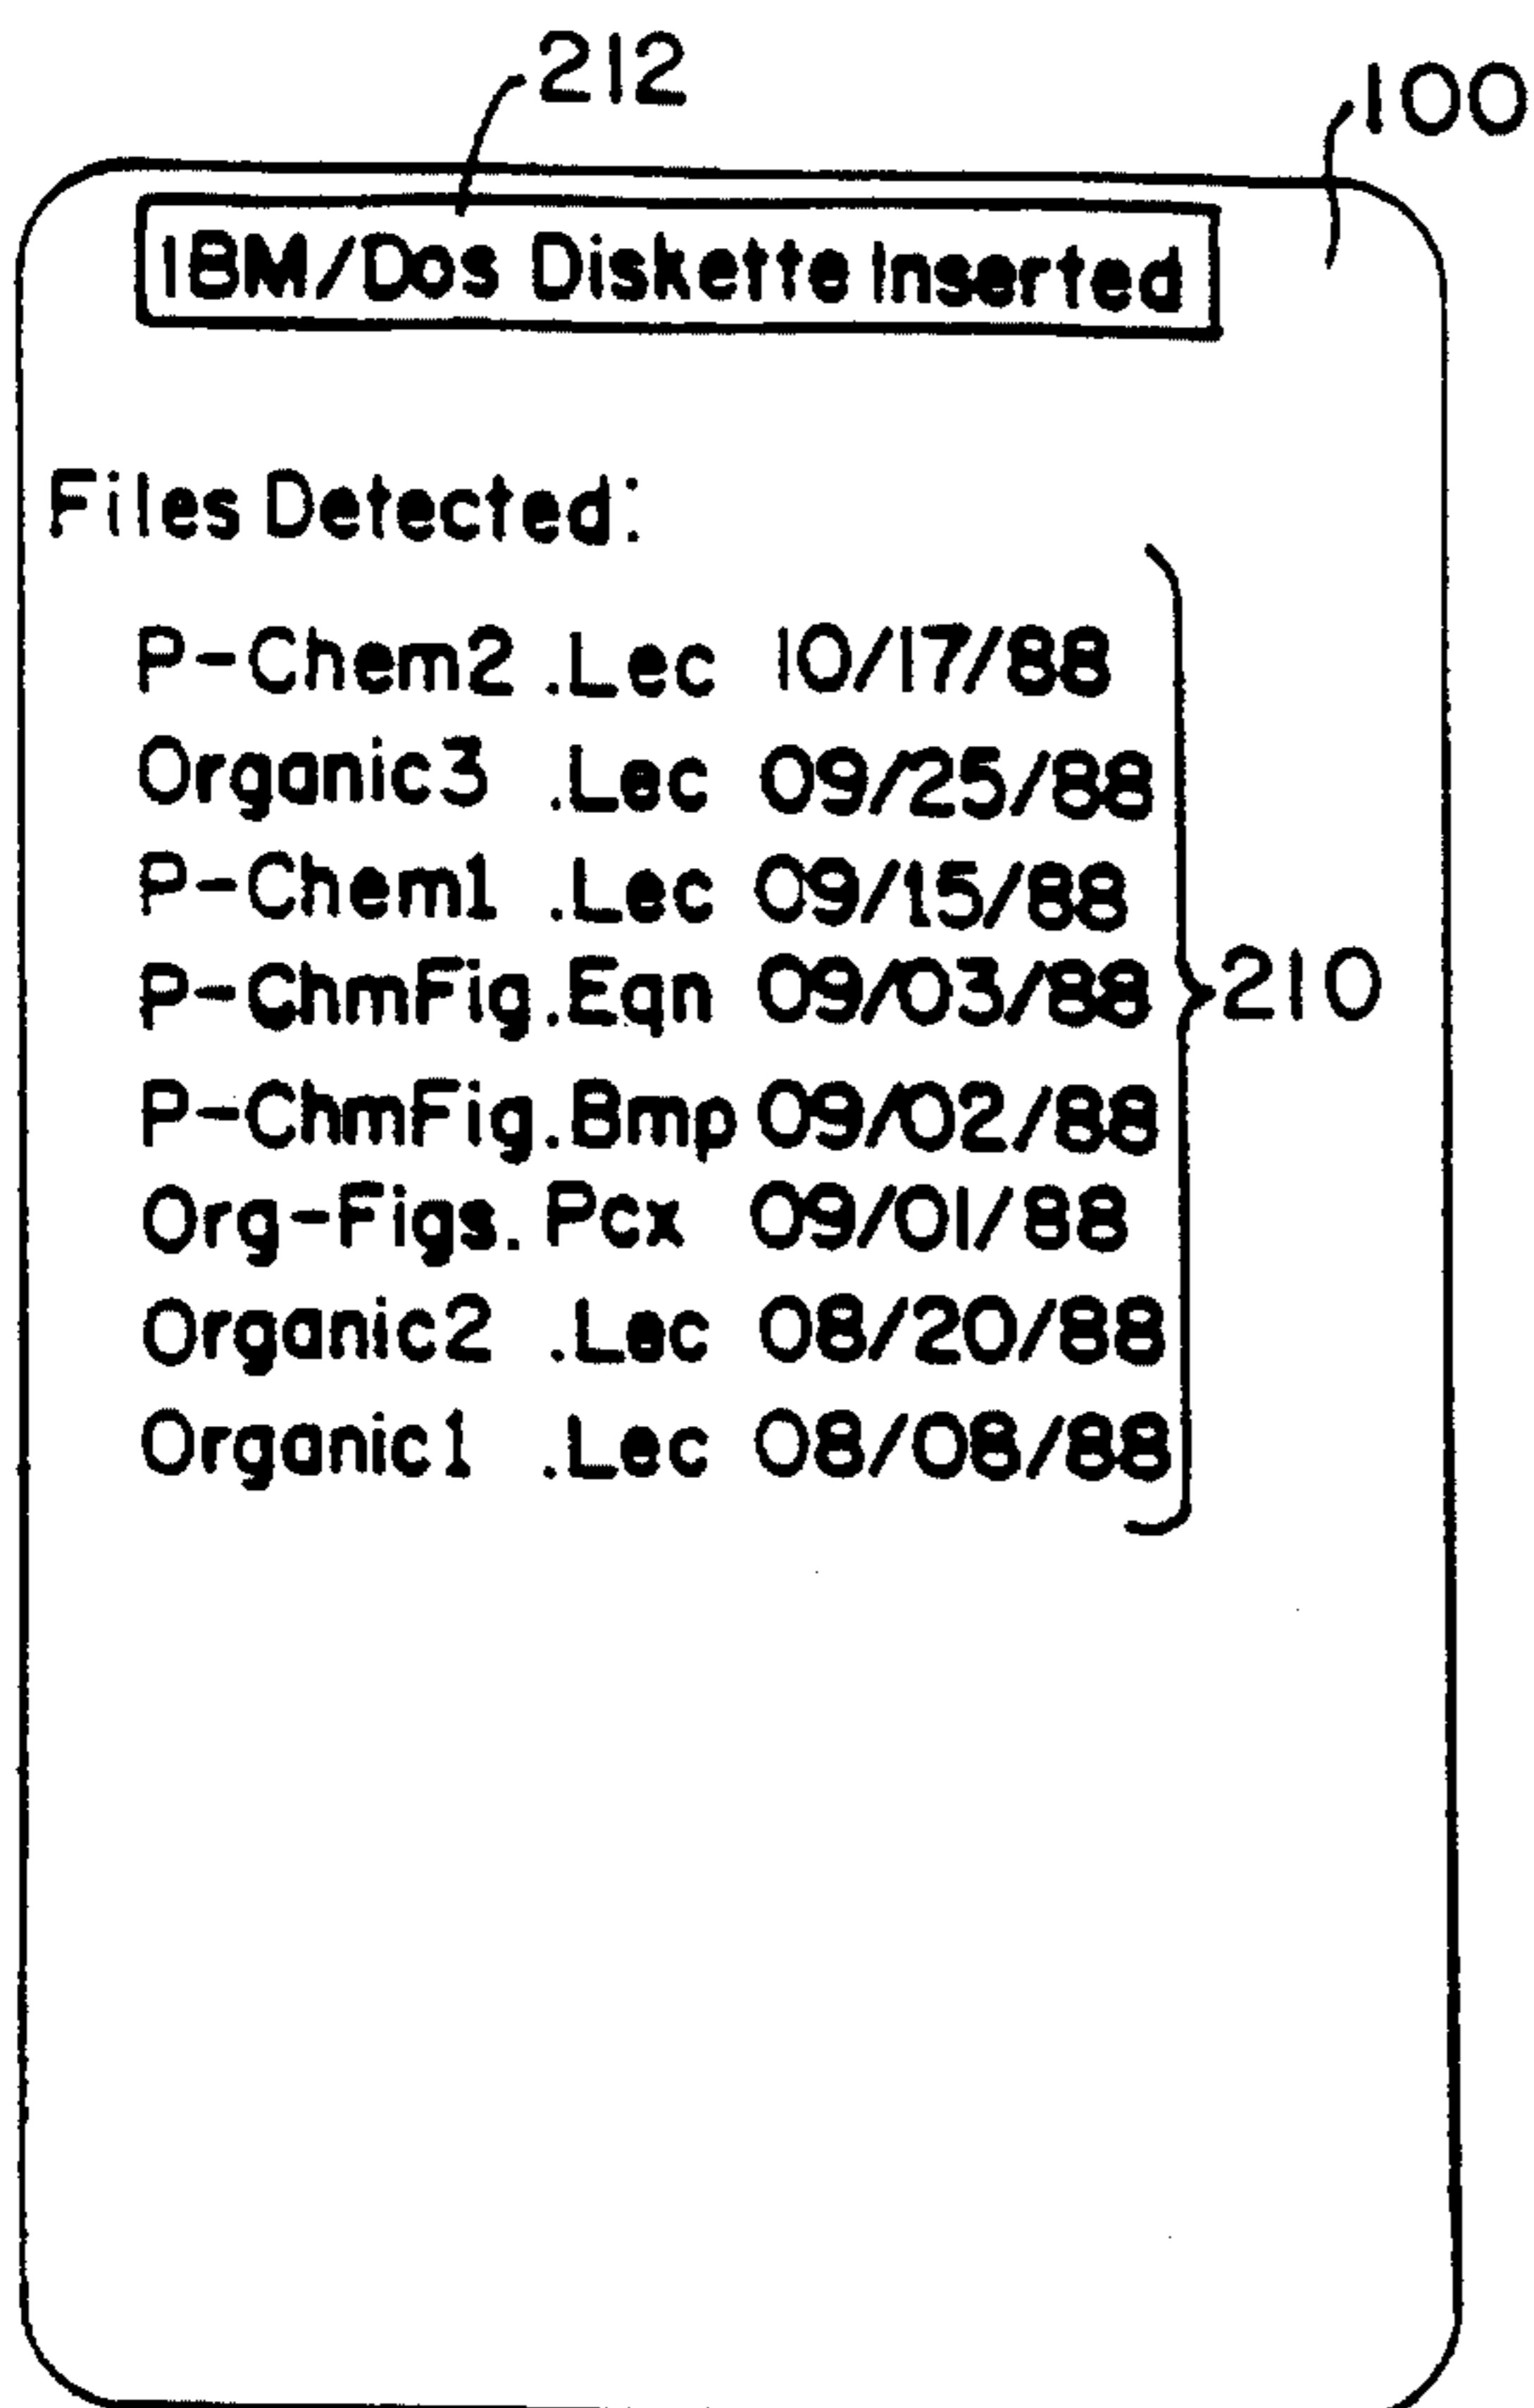 212
100
IBM/Dos Diskette Inserted
Files Detected:
P-Chem2 .Lec 10/17/88
Organic3 .Lec 09/25/88
P-Chem1 .Lec 09/15/88
P-ChmFig.Eqn 09/03/88
210
P-ChmFig.Bmp 09/02/88
Org-Figs.Pcx 09/01/88
Organic2 .Lec 08/20/88
Organic1 .Lec 08/08/88